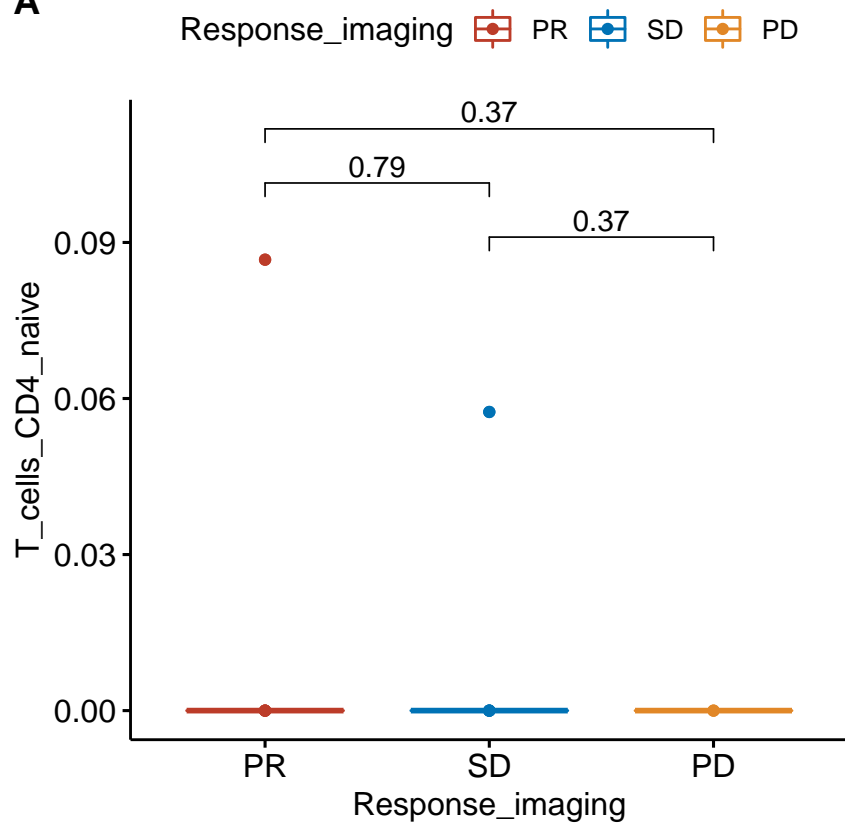 A
Response_imaging PR SD PD
0.37
0.79
0.37
0.09
0.06
0.03
0.00
T_cells_CD4_naive
PR SD PD
Response_imaging